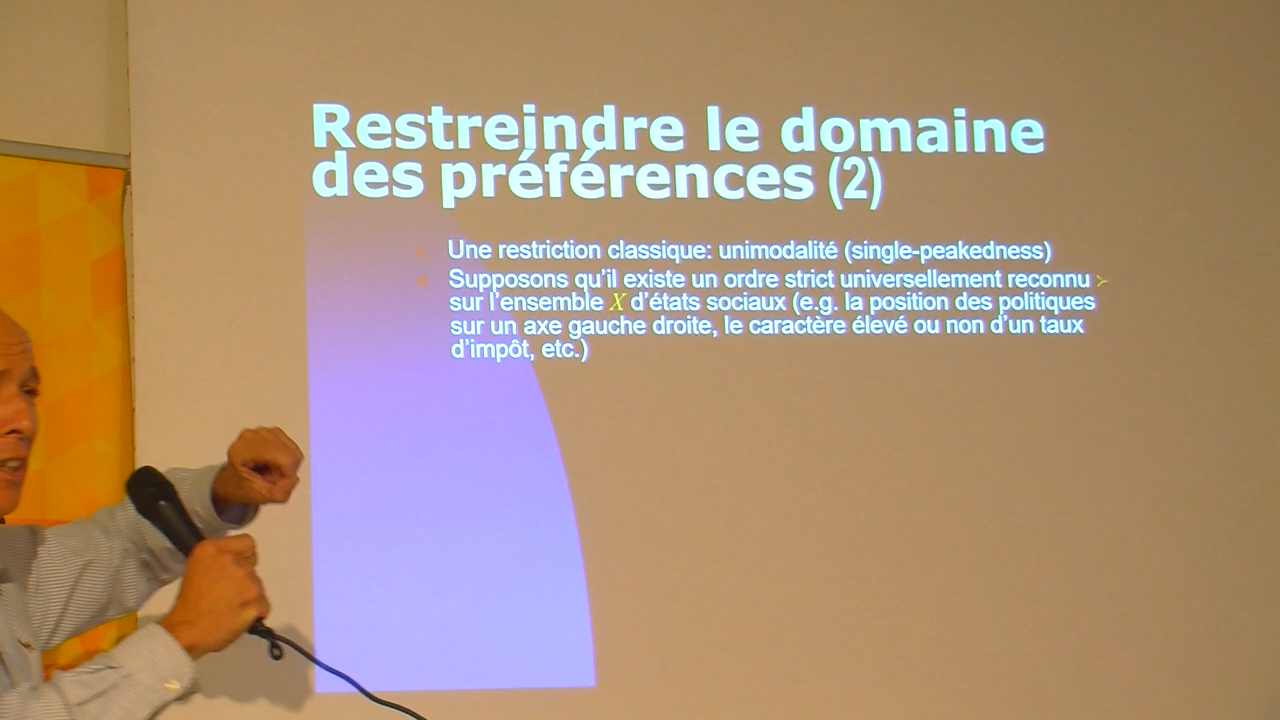 Restreindre le domaine
des préférences (2)
Une restriction classique: unimodalité (single-peakedness)
Supposons qu'il existe un ordre strict universellement reconnu ≻
sur l'ensemble X d'états sociaux (e.g. la position des politiques
sur un axe gauche droite, le caractère élevé ou non d'un taux
d'impôt, etc.)